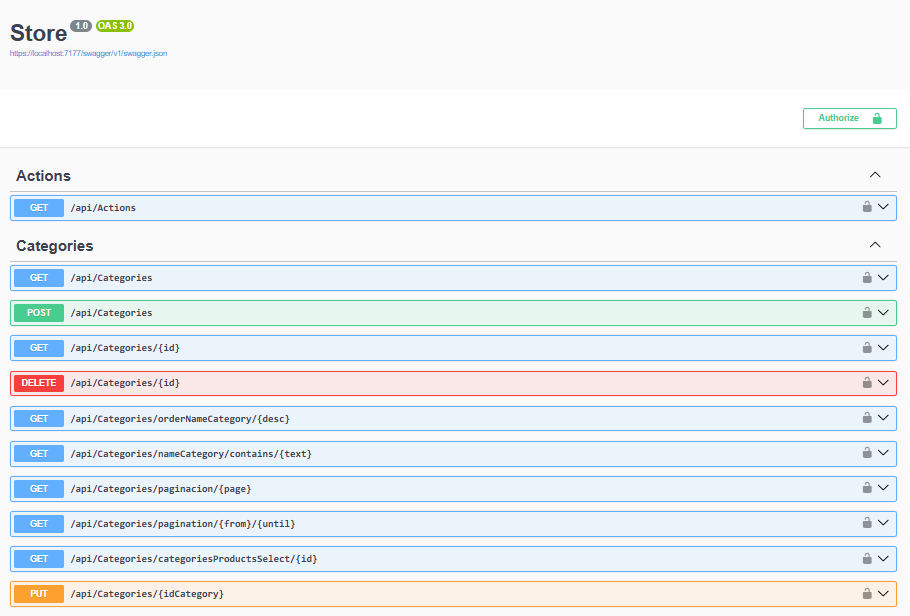 Store 1.0 OAS 3.0
https://localhost:7177/swagger/v1/swagger.json
Authorize
Actions
GET /api/Actions
Categories
GET /api/Categories
POST /api/Categories
GET /api/Categories/{id}
DELETE /api/Categories/{id}
GET /api/Categories/orderNameCategory/{desc}
GET /api/Categories/nameCategory/contains/{text}
GET /api/Categories/paginacion/{page}
GET /api/Categories/pagination/{from}/{until}
GET /api/Categories/categoriesProductsSelect/{id}
PUT /api/Categories/{idCategory}